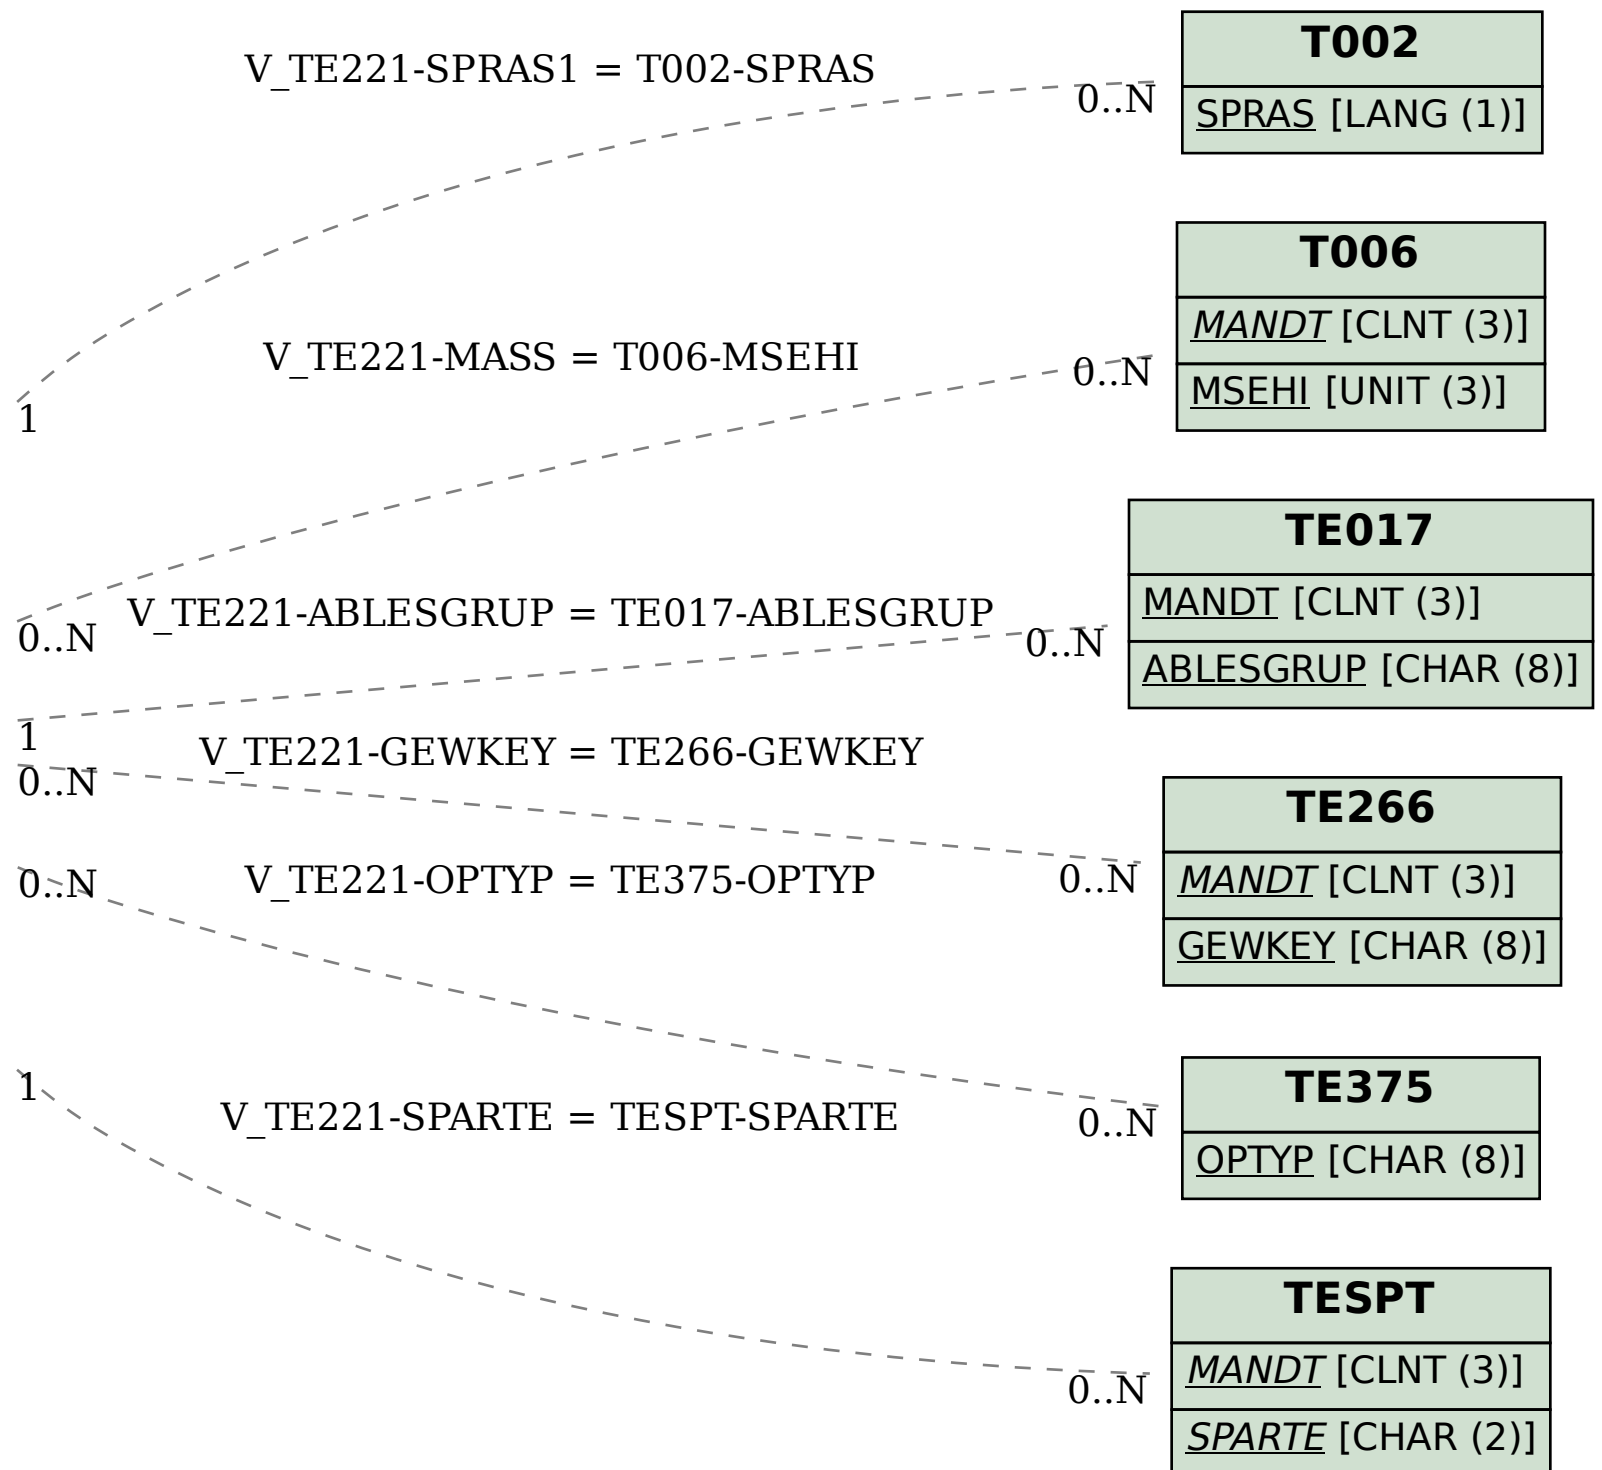 T002
V_TE221-SPRAS1 = T002-SPRAS
0..N
SPRAS [LANG (1)]
T006
MANDT [CLNT (3)]
V_TE221-MASS = T006-MSEHI
0..N
MSEHI [UNIT (3)]
1
TE017
MANDT [CLNT (3)]
V_TE221-ABLESGRUP = TE017-ABLESGRUP
0..N
0..N
ABLESGRUP [CHAR (8)]
1
V_TE221-GEWKEY = TE266-GEWKEY
0..N
TE266
MANDT [CLNT (3)]
0..N
V_TE221-OPTYP = TE375-OPTYP
0..N
GEWKEY [CHAR (8)]
TE375
1
V_TE221-SPARTE = TESPT-SPARTE
0..N
OPTYP [CHAR (8)]
TESPT
MANDT [CLNT (3)]
0..N
SPARTE [CHAR (2)]